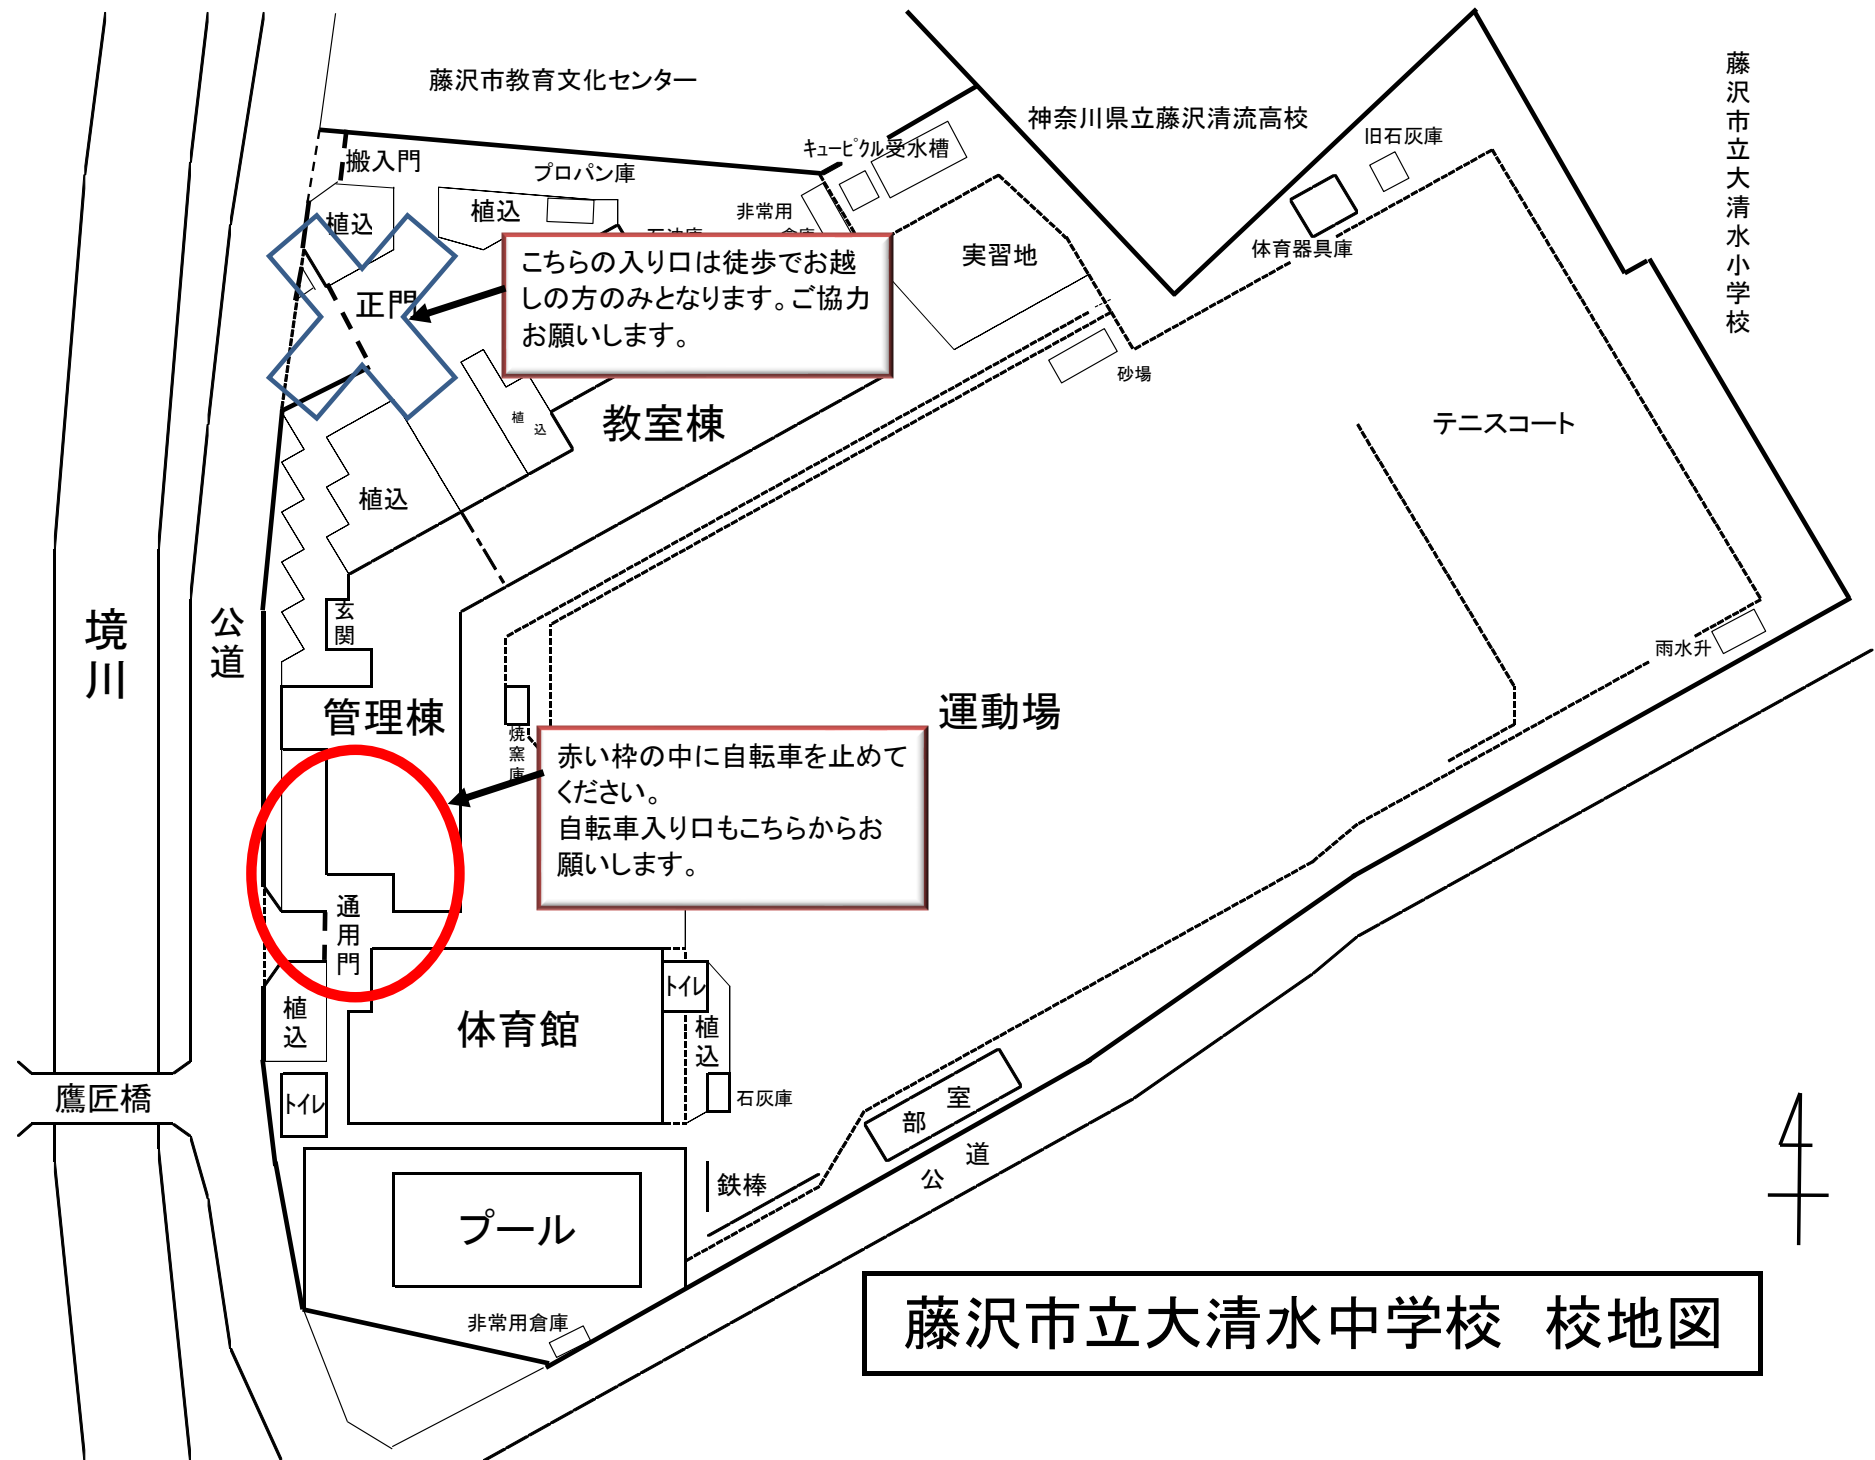 藤沢市教育文化センター
神奈川県立藤沢清流高校
藤沢市立大清水小学校
搬入門
プロパン庫
キュービクル受水槽
旧石灰庫
植込
植込
非常用
体育器具庫
実習地
こちらの入り口は徒歩でお越
しの方のみとなります。ご協力
お願いします。
正門
砂場
植込
教室棟
テニスコート
植込
境川
公道
玄関
雨水升
管理棟
運動場
焼窯庫
赤い枠の中に自転車を止めて
ください。
自転車入り口もこちらからお
願いします。
通用門
トイレ
植込
体育館
植込
鷹匠橋
トイレ
石灰庫
部室
公道
鉄棒
プール
非常用倉庫
藤沢市立大清水中学校　校地図